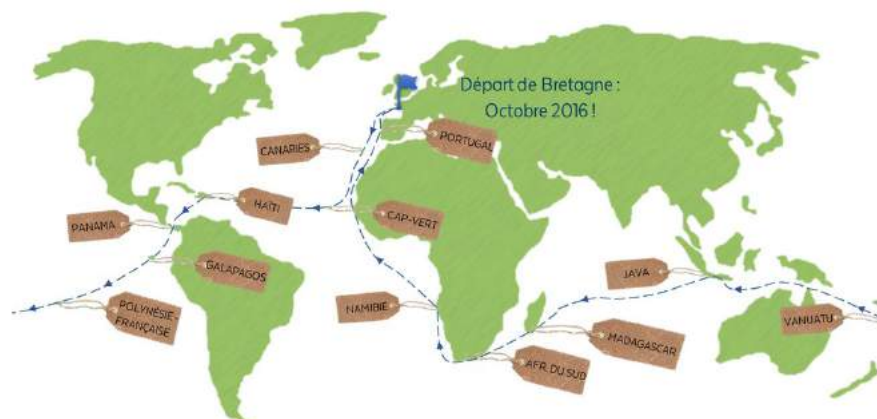 Départ de Bretagne :
Octobre 2016 !
PORTUGAL
CANARIES
HAÏTI
CAP-VERT
PANAMA
GALAPAGOS
POLYNÉSIE-
FRANÇAISE
NAMIBIE
JAVA
VANUATU
MADAGASCAR
AFR. DU SUD